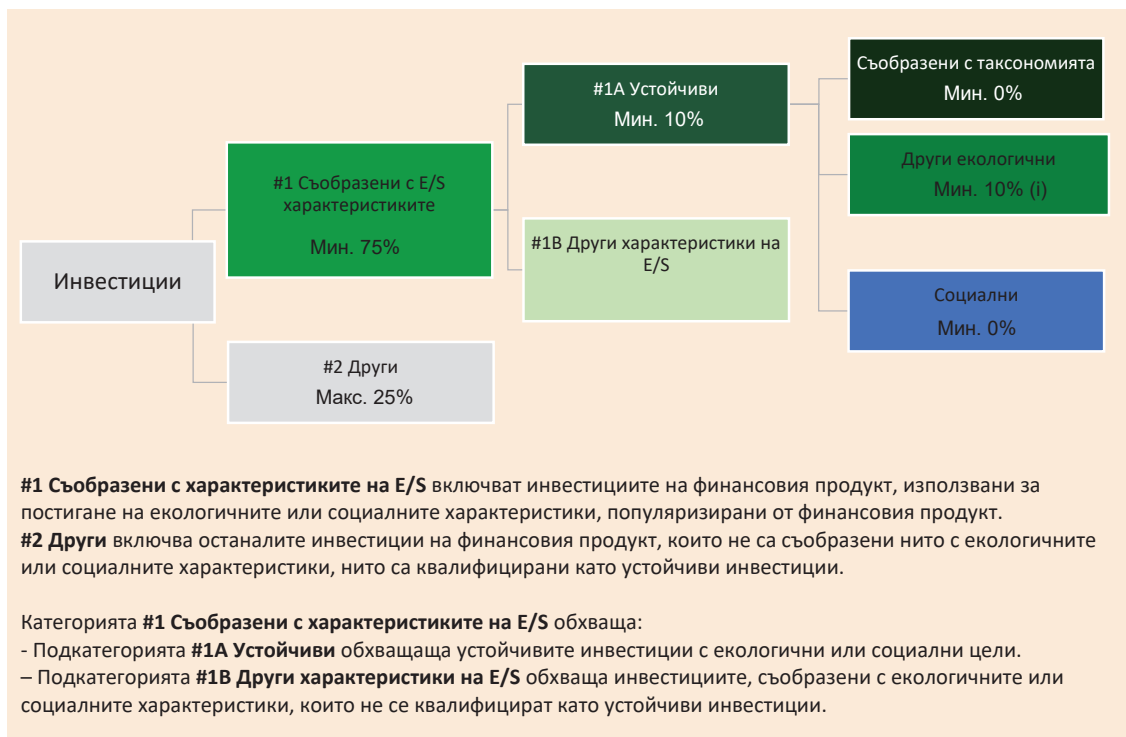 Инвестиции
#1 Съобразени с E/S
характеристиките
Мин. 75%
#2 Други
Макс. 25%
#1А Устойчиви
Мин. 10%
#1В Други характеристики на
E/S
Съобразени с таксономията
Мин. 0%
Други екологични
Мин. 10% (i)
Социални
Мин. 0%
#1 Съобразени с характеристиките на E/S включват инвестициите на финансовия продукт, използвани за
постигане на екологичните или социалните характеристики, популяризирани от финансовия продукт.
#2 Други включва останалите инвестиции на финансовия продукт, които не са съобразени нито с екологичните
или социалните характеристики, нито са квалифицирани като устойчиви инвестиции.
Категорията #1 Съобразени с характеристиките на E/S обхваща:
- Подкатегорията #1А Устойчиви обхващаща устойчивите инвестиции с екологични или социални цели.
– Подкатегорията #1В Други характеристики на E/S обхваща инвестициите, съобразени с екологичните или
социалните характеристики, които не се квалифицират като устойчиви инвестиции.